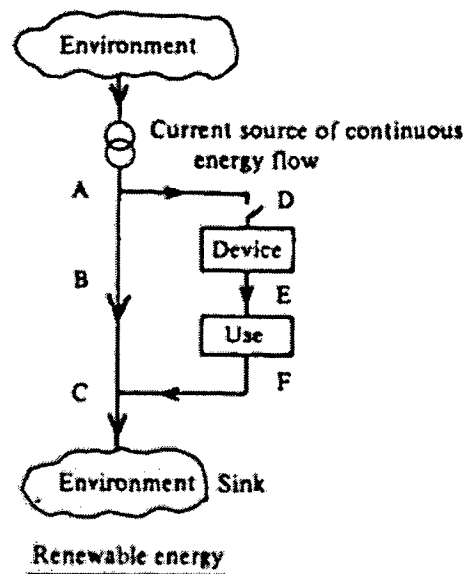 Environment
Current source of continuous
energy flow
A
D
Device
B
E
Use
C
F
Environment Sink
Renewable energy